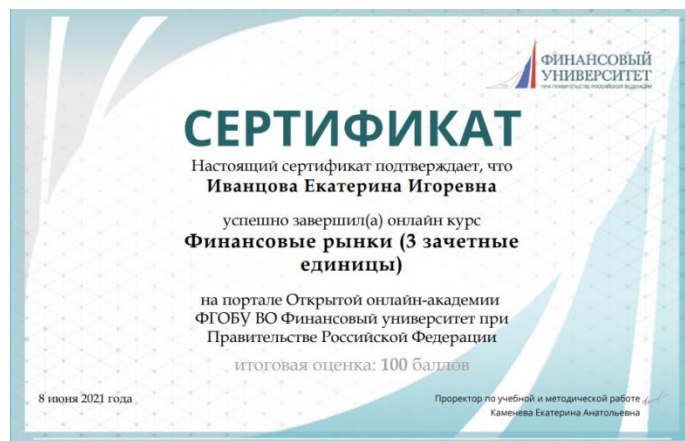 ФИНАНСОВЫЙ
УНИВЕРСИТЕТ
ПРИ ПРАВИТЕЛЬСТВЕ РОССИЙСКОЙ ФЕДЕРАЦИИ
СЕРТИФИКАТ
Настоящий сертификат подтверждает, что
Иванцова Екатерина Игоревна
успешно завершил(а) онлайн курс
Финансовые рынки (3 зачетные
единицы)
на портале Открытой онлайн-академии
ФГОБУ ВО Финансовый университет при
Правительстве Российской Федерации
итоговая оценка: 100 баллов
8 июня 2021 года
Проректор по учебной и методической работе
Каменева Екатерина Анатольевна